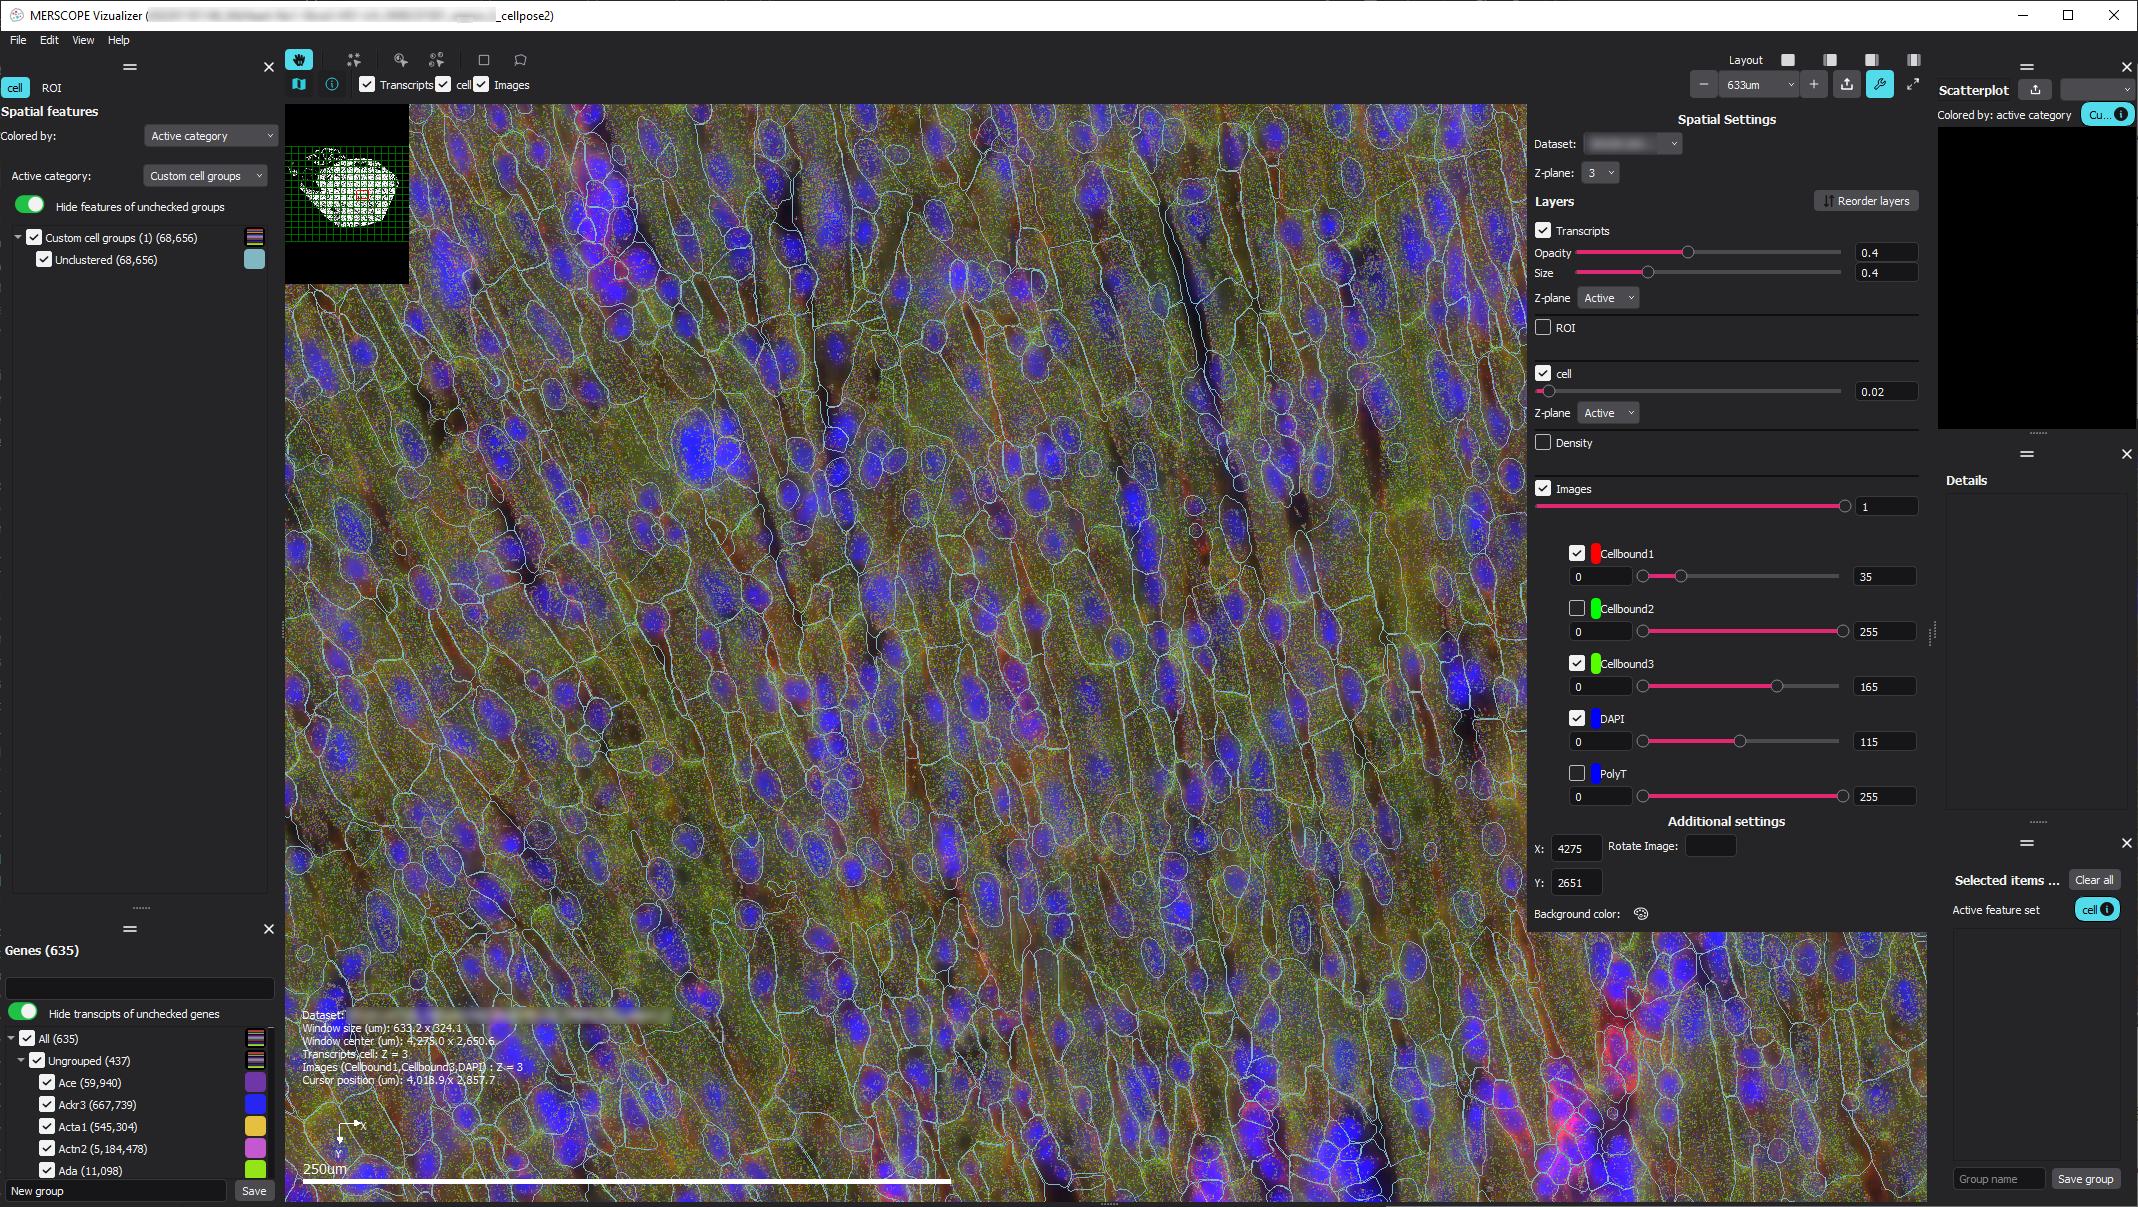 MERSCOPE Vizualizer (
_cellpose2)
File Edit View Help
cell ROI
Spatial features
Colored by: Active category
Active category: Custom cell groups
Hide features of unchecked groups
Custom cell groups (1) (68,656)
Unclustered (68,656)
Genes (635)
Hide transcipts of unchecked genes
All (635)
Ungrouped (437)
Ace (59,940)
Ackr3 (667,739)
Acta1 (545,304)
Actn2 (5,184,478)
Ada (11,098)
New group Save
Transcripts cell Images
Layout
633um
Dataset:
Window size (um): 633.2 x 324.1
Window center (um): 4,275.0 x 2,650.6
Transcripts,cell: Z = 3
Images (Cellbound1,Cellbound3,DAPI) : Z = 3
Cursor position (um): 4,018.9 x 2,857.7
X
Y
250um
Spatial Settings
Dataset:
Z-plane: 3
Layers Reorder layers
Transcripts
Opacity 0.4
Size 0.4
Z-plane Active
ROI
cell
0.02
Z-plane Active
Density
Images
1
Cellbound1
0 35
Cellbound2
0 255
Cellbound3
0 165
DAPI
0 115
PolyT
0 255
Additional settings
X: 4275 Rotate Image:
Y: 2651
Background color:
Scatterplot
Colored by: active category Cu...
Details
Selected items ... Clear all
Active feature set cell
Group name Save group